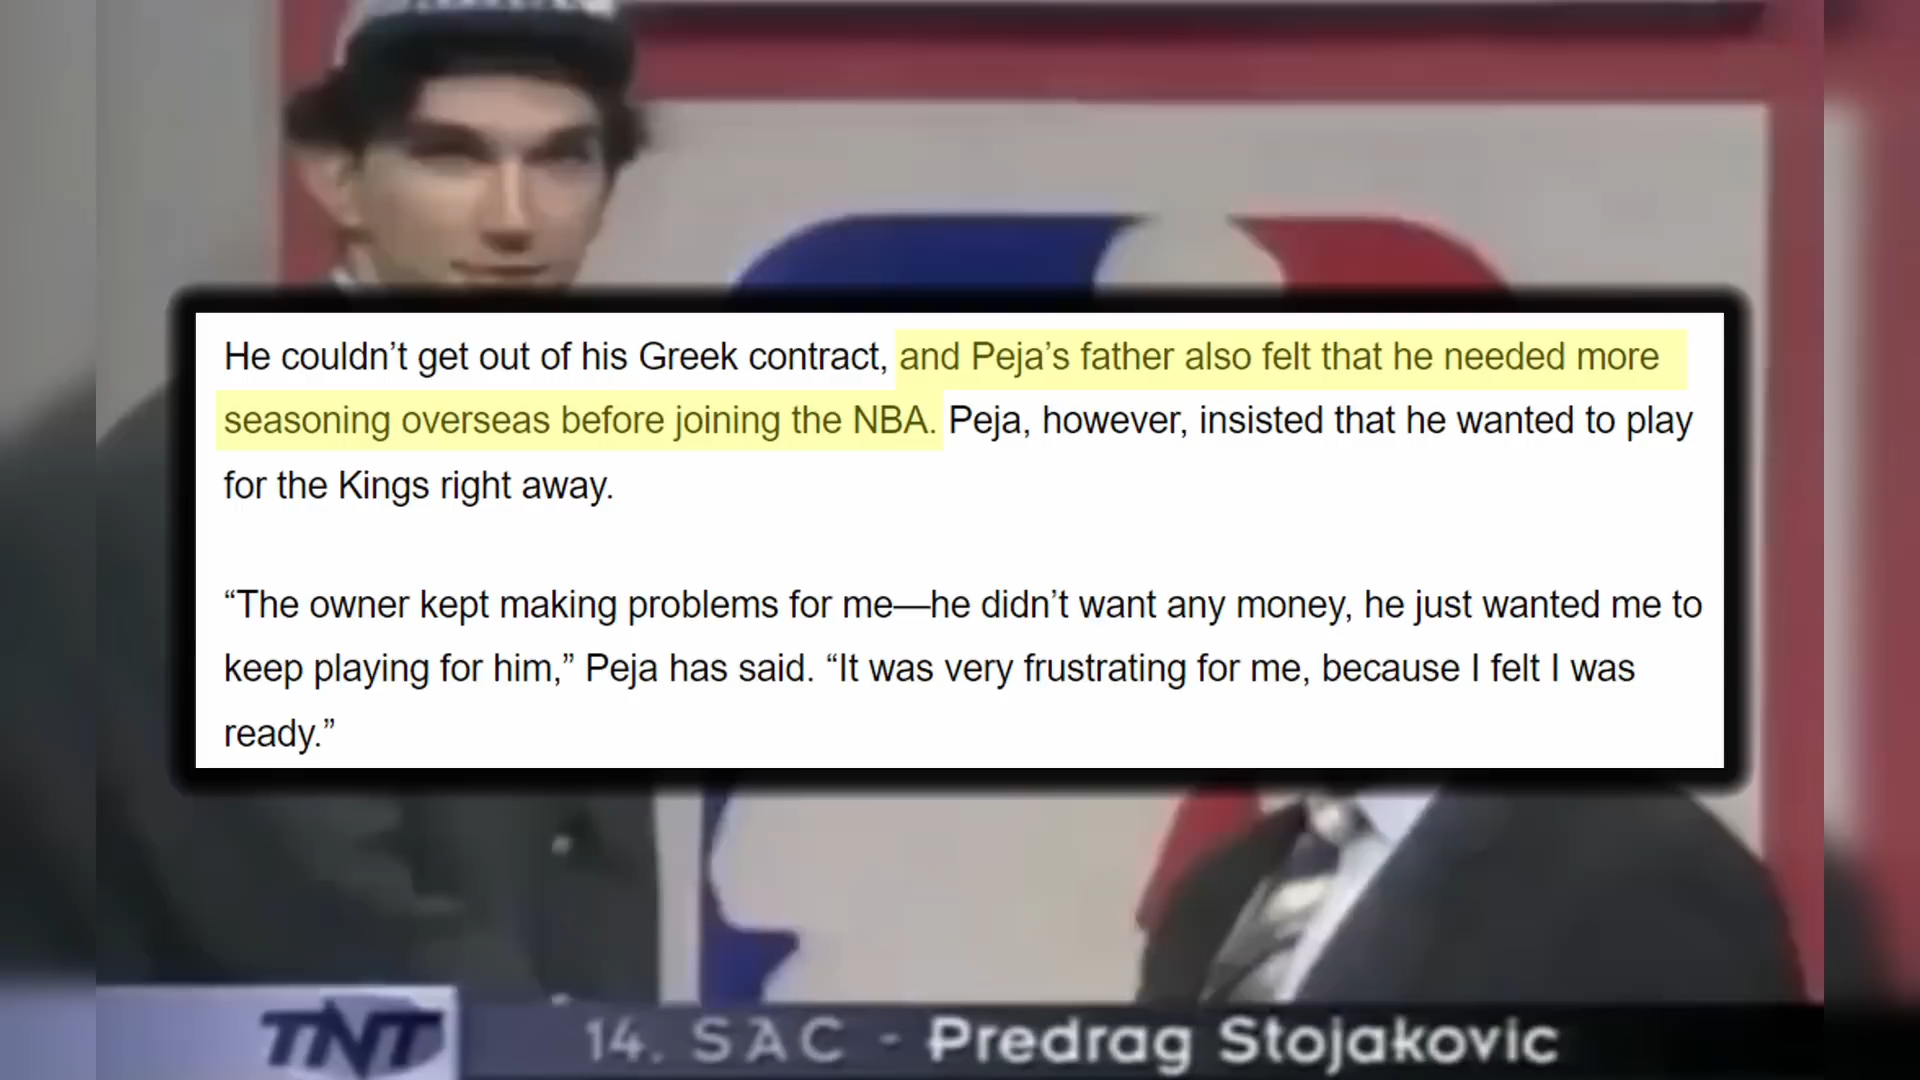 He couldn’t get out of his Greek contract, and Peja’s father also felt that he needed more
seasoning overseas before joining the NBA. Peja, however, insisted that he wanted to play
for the Kings right away.
“The owner kept making problems for me—he didn’t want any money, he just wanted me to
keep playing for him,” Peja has said. “It was very frustrating for me, because I felt I was
ready.”
TNT 14. SAC - Predrag Stojakovic